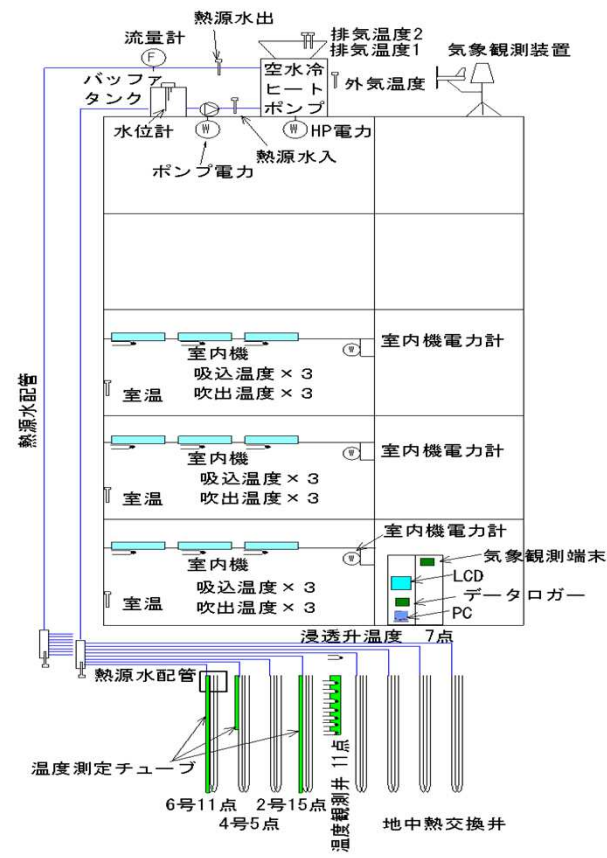 熱源水出
流量計
F
バッファ
タンク
水位計
W
ポンプ電力
空水冷
ヒート
ポンプ
W
HP電力
熱源水入
排気温度2
排気温度1
外気温度
気象観測装置
熱源水配管
室内機
吸込温度×3
吹出温度×3
室温
W
室内機電力計
室内機
吸込温度×3
吹出温度×3
室温
W
室内機電力計
室内機
吸込温度×3
吹出温度×3
室温
W
室内機電力計
気象観測端末
LCD
データロガー
PC
浸透升温度 7点
熱源水配管
温度測定チューブ
6号11点
4号5点
2号15点
温度観測井 11点
地中熱交換井